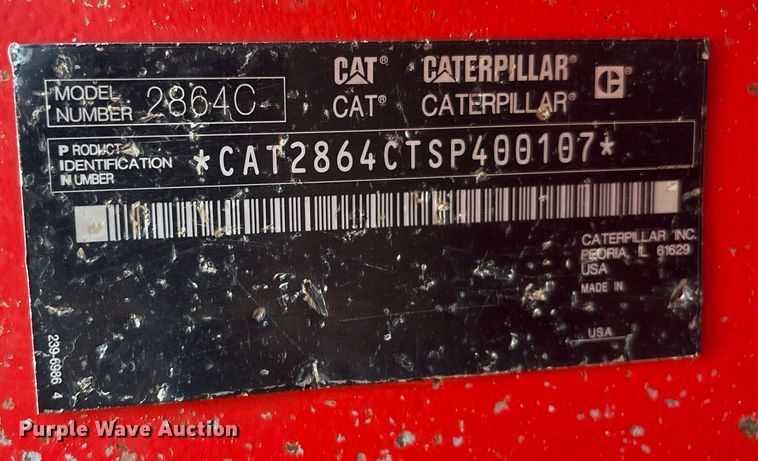 CAT® CATERPILLAR® C®
CAT® CATERPILLAR®
MODEL NUMBER 2864C
PRODUCT IDENTIFICATION NUMBER *CAT2864CTSP400107*
CATERPILLAR INC.
PEORIA, IL 61629
USA
MADE IN
USA
239-6986 4
Purple Wave Auction